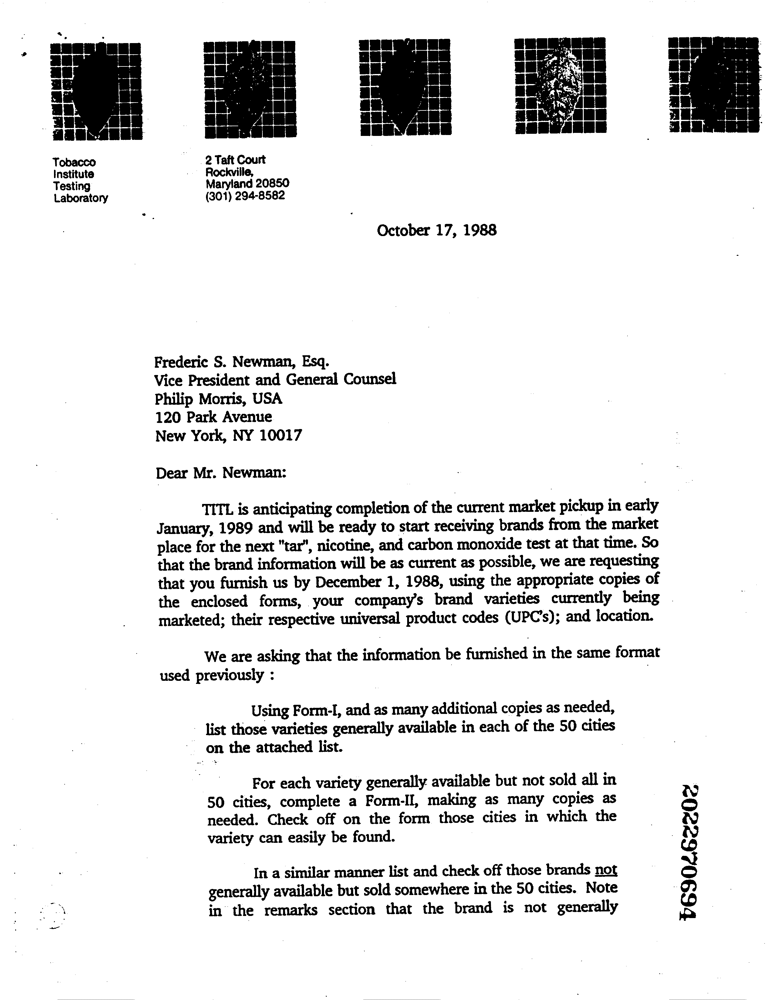 Tobacco
Institute
Testing
Laboratory
2 Taft Court
Rockville,
Maryland 20850
(301) 294-8582
October 17, 1988
Frederic S. Newman, Esq.
Vice President and General Counsel
Philip Morris, USA
120 Park Avenue
New York, NY 10017
Dear Mr. Newman:
TITL is anticipating completion of the current market pickup in early
January, 1989 and will be ready to start receiving brands from the market
place for the next "tar", nicotine, and carbon monoxide test at that time. So
that the brand information will be as current as possible, we are requesting
that you furnish us by December 1, 1988, using the appropriate copies of
the enclosed forms, your company's brand varieties currently being
marketed; their respective universal product codes (UPC's); and location.
We are asking that the information be furnished in the same format
used previously :
Using Form-I, and as many additional copies as needed,
list those varieties generally available in each of the 50 cities
on the attached list.
For each variety generally available but not sold all in
50 cities, complete a Form-II, making as many copies as
needed. Check off on the form those cities in which the
variety can easily be found.
In a similar manner list and check off those brands not
generally available but sold somewhere in the 50 cities. Note
in the remarks section that the brand is not generally
2022970694